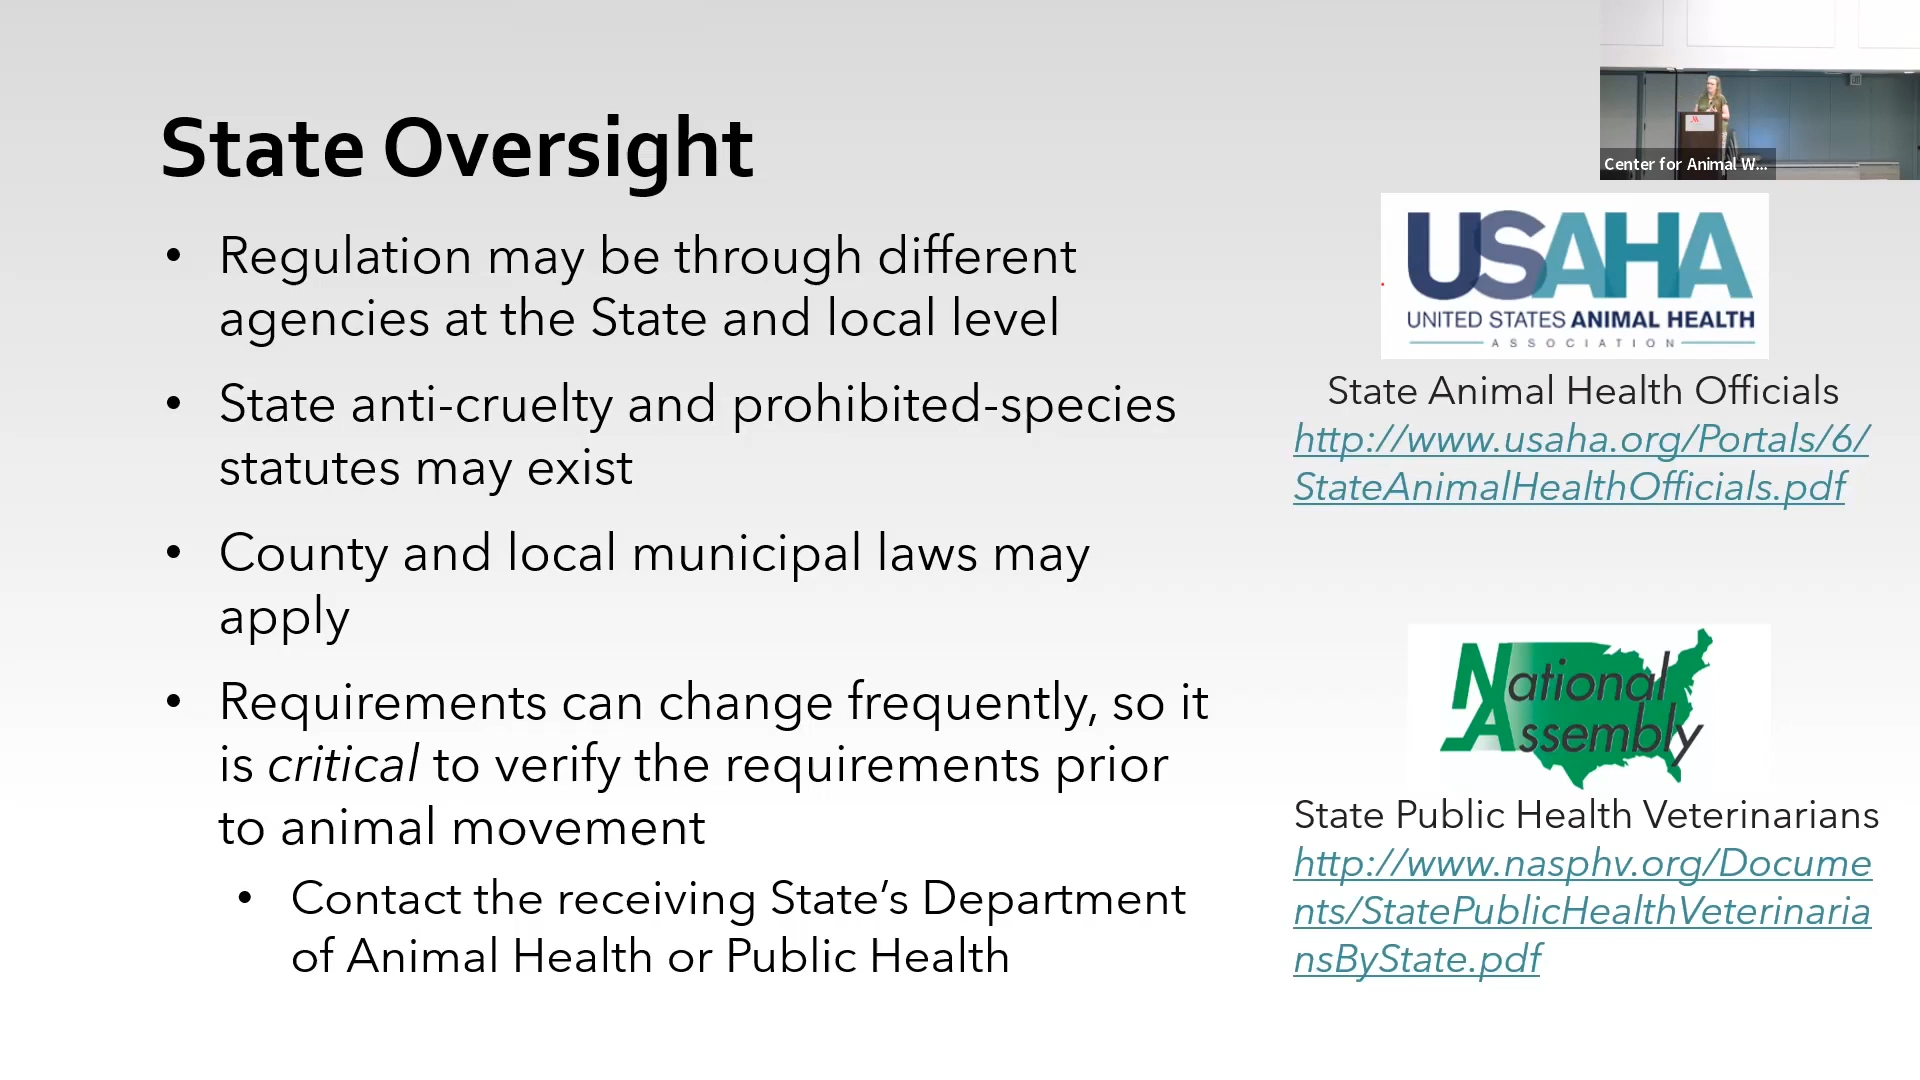 State Oversight
• Regulation may be through different
agencies at the State and local level
• State anti-cruelty and prohibited-species
statutes may exist
• County and local municipal laws may
apply
• Requirements can change frequently, so it
is critical to verify the requirements prior
to animal movement
• Contact the receiving State’s Department
of Animal Health or Public Health
Center for Animal W...
USAHA
UNITED STATES ANIMAL HEALTH
ASSOCIATION
State Animal Health Officials
http://www.usaha.org/Portals/6/
StateAnimalHealthOfficials.pdf
National
Assembly
State Public Health Veterinarians
http://www.nasphv.org/Docume
nts/StatePublicHealthVeterinaria
nsByState.pdf